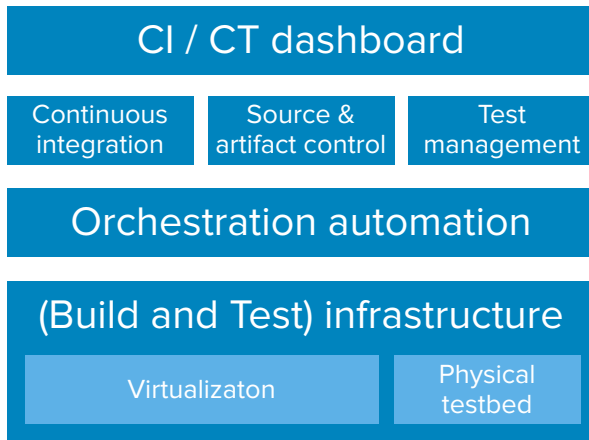 CI / CT dashboard
Continuous
integration
Source &
artifact control
Test
management
Orchestration automation
(Build and Test) infrastructure
Virtualizaton
Physical
testbed